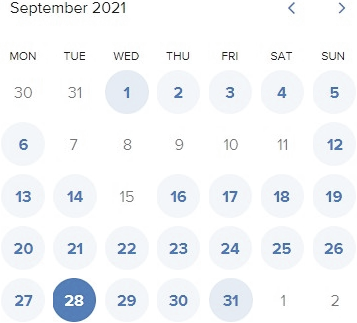 September 2021
MON TUE WED THU FRI SAT SUN
30 31 1 2 3 4 5
6 7 8 9 10 11 12
13 14 15 16 17 18 19
20 21 22 23 24 25 26
27 28 29 30 31 1 2